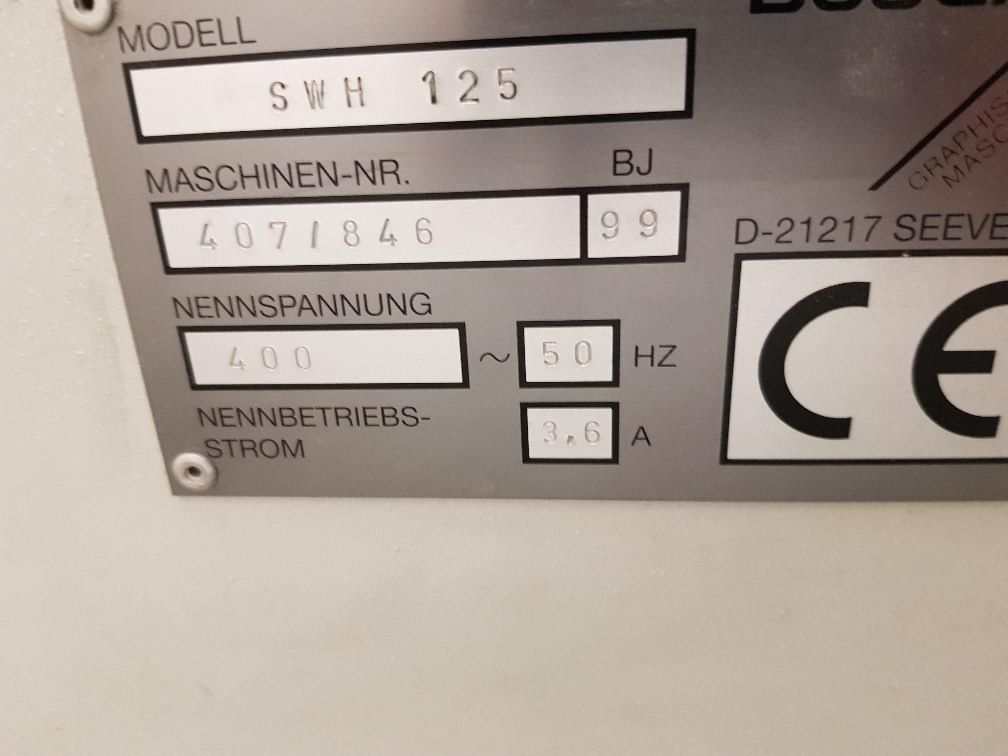 MODELL
SWH 125
MASCHINEN-NR. BJ
407/846 99
D-21217 SEEVE
NENNSPANNUNG
400 ~ 50 HZ
NENNBETRIEBS-
STROM 3.6 A
CE